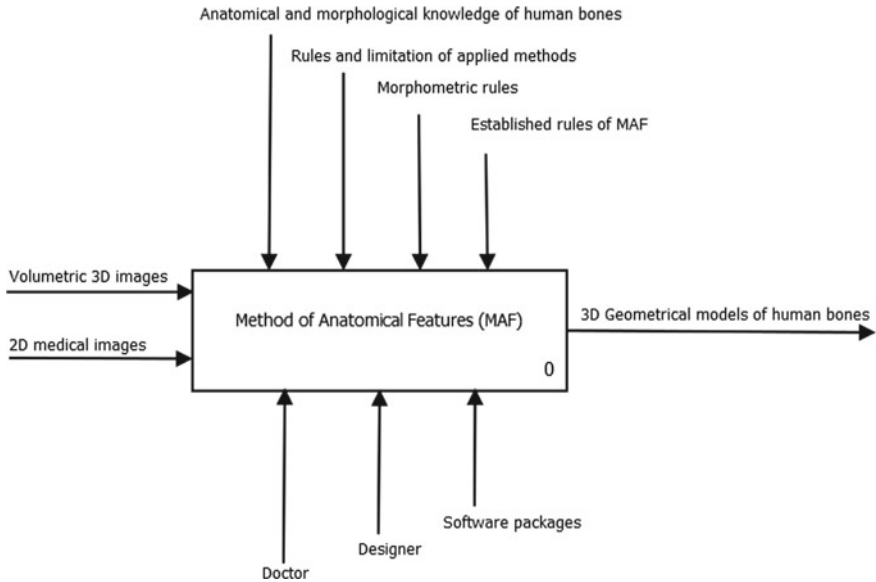 Anatomical and morphological knowledge of human bones
Rules and limitation of applied methods
Morphometric rules
Established rules of MAF
Volumetric 3D images
2D medical images
Method of Anatomical Features (MAF)
0
3D Geometrical models of human bones
Software packages
Designer
Doctor